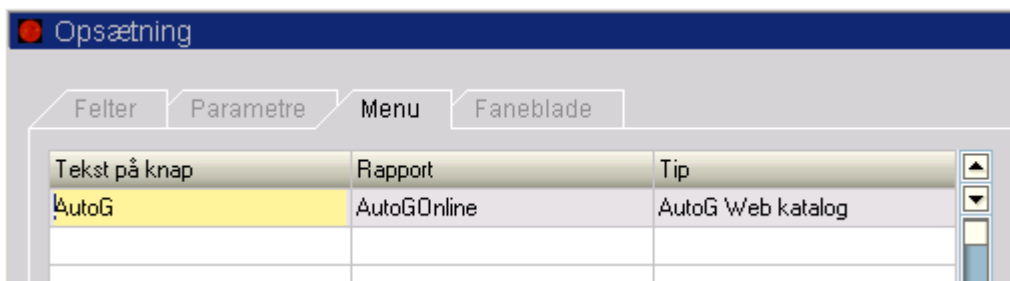 Opsætning
Felter Parametre Menu Faneblade
Tekst på knap Rapport Tip
AutoG AutoGOnline AutoG Web katalog